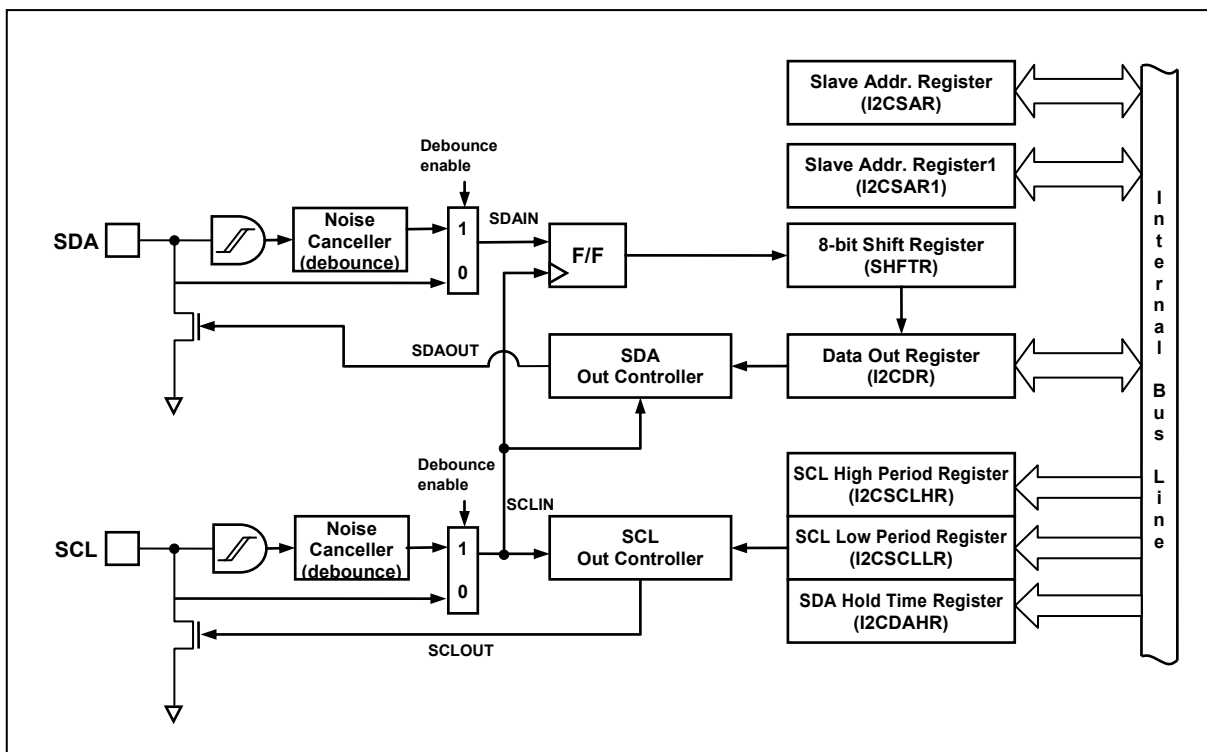 Slave Addr. Register
(I2CSAR)
Debounce
enable
Slave Addr. Register1
(I2CSAR1)
SDA
Noise
Canceller
(debounce)
1
0
SDAIN
F/F
8-bit Shift Register
(SHFTR)
SDAOUT
SDA
Out Controller
Data Out Register
(I2CDR)
Internal Bus Line
Debounce
enable
SCL High Period Register
(I2CSCLHR)
SCL
Noise
Canceller
(debounce)
1
0
SCLIN
SCL
Out Controller
SCL Low Period Register
(I2CSCLLR)
SDA Hold Time Register
(I2CDAHR)
SCLOUT